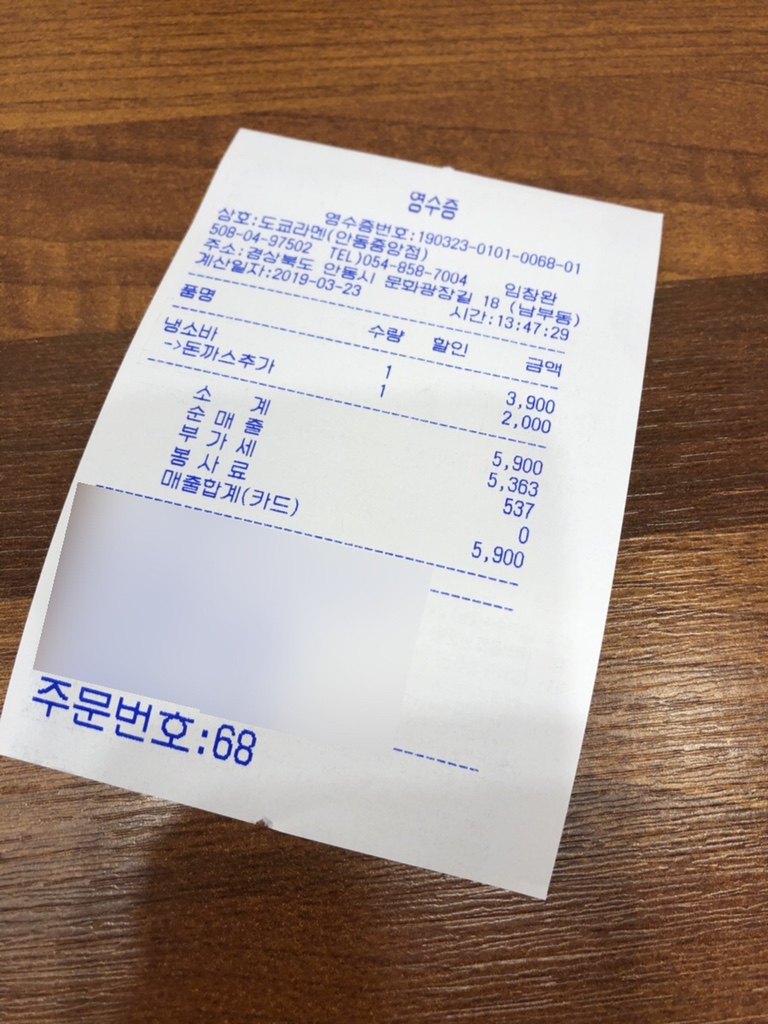 영수증
영수증번호:190323-0101-0068-01
상호:도쿄라멘(안동중앙점)
508-04-97502 TEL)054-858-7004 임창완
주소:경상북도 안동시 문화광장길 18 (남부동)
계산일자:2019-03-23 시간:13:47:29
품명 수량 할인 금액
냉소바 1 3,900
->돈까스추가 1 2,000
소 계 5,900
순 매 출 5,363
부 가 세 537
봉 사 료 0
매출합계(카드) 5,900
주문번호:68